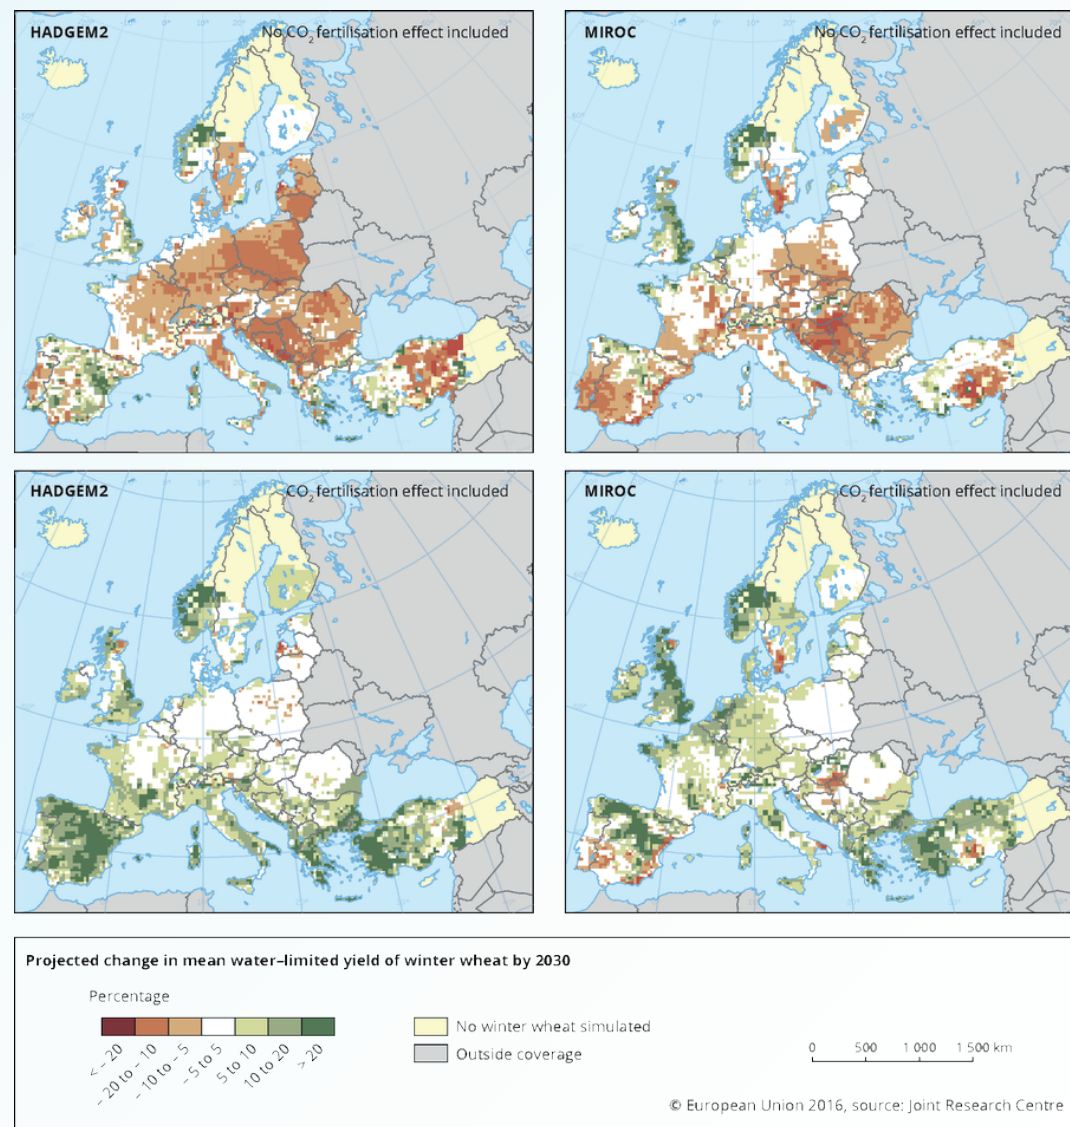 HADGEM2
No CO2 fertilisation effect included
MIROC
No CO2 fertilisation effect included
HADGEM2
CO2 fertilisation effect included
MIROC
CO2 fertilisation effect included
Projected change in mean water–limited yield of winter wheat by 2030
Percentage
< – 20
– 20 to – 10
– 10 to – 5
– 5 to 5
5 to 10
10 to 20
> 20
No winter wheat simulated
Outside coverage
0 500 1 000 1 500 km
© European Union 2016, source: Joint Research Centre